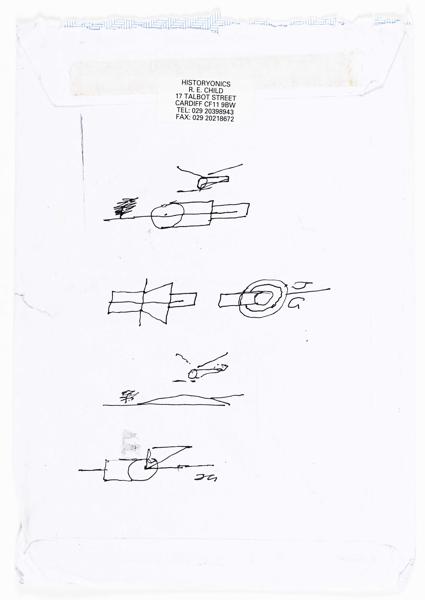 HISTORYONICS
R. E. CHILD
17 TALBOT STREET
CARDIFF CF11 9BW
TEL: 029 20398943
FAX: 029 20218672